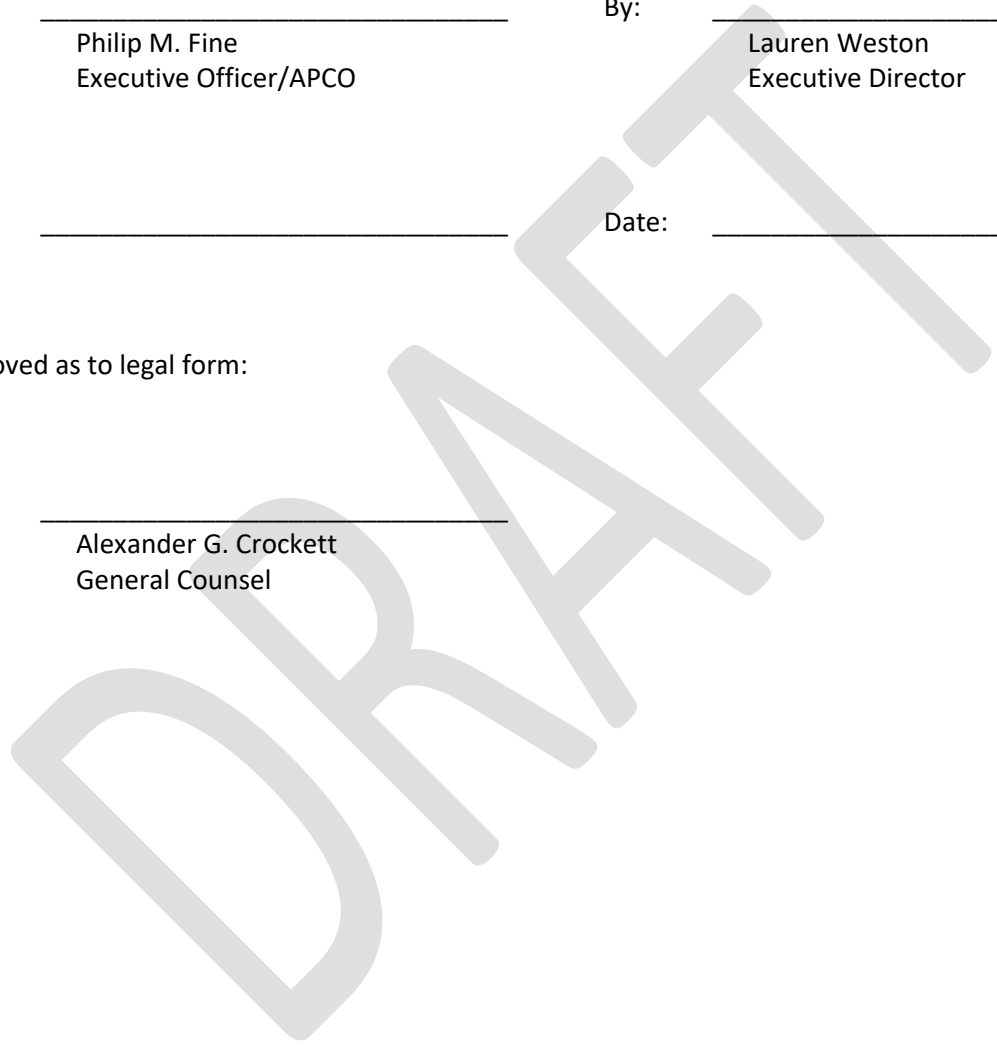 By:
Philip M. Fine
Lauren Weston
Executive Officer/APCO
Executive Director
Date:
oved as to legal form:
Alexander G. Crockett
General Counsel
DRAFT